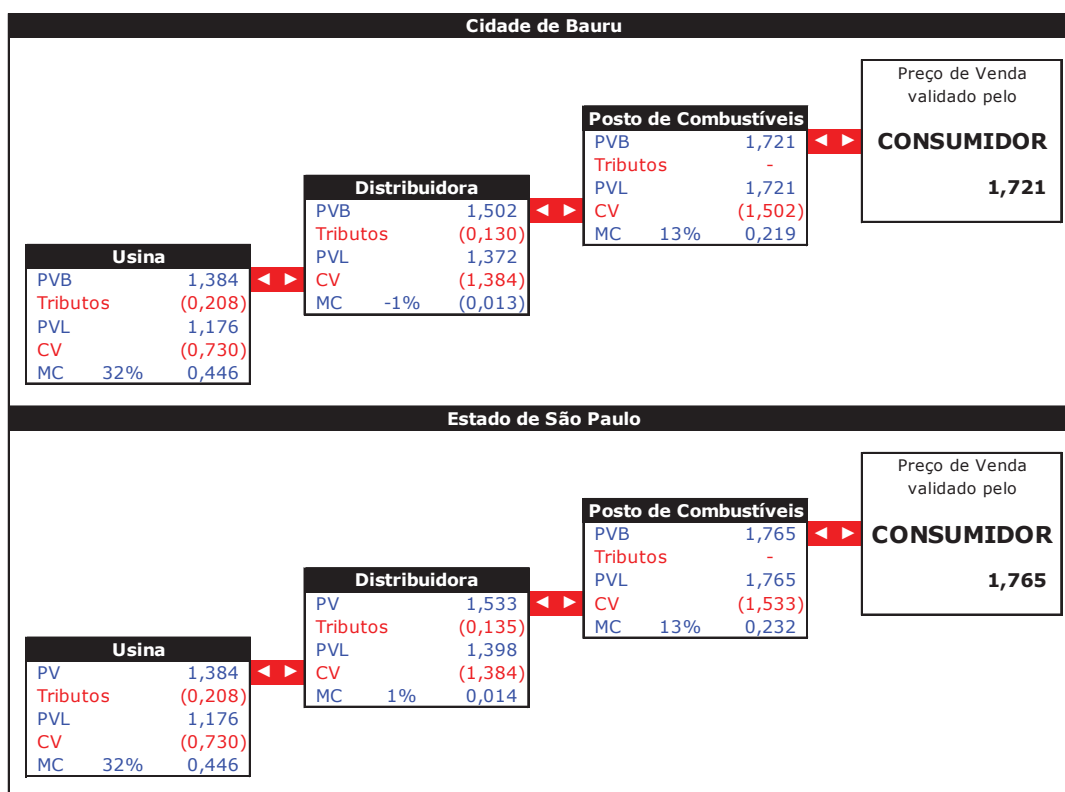 Cidade de Bauru
Preço de Venda
validado pelo
CONSUMIDOR
1,721
Posto de Combustíveis
PVB 1,721
Tributos -
PVL 1,721
CV (1,502)
MC 13% 0,219
Distribuidora
PVB 1,502
Tributos (0,130)
PVL 1,372
CV (1,384)
MC -1% (0,013)
Usina
PVB 1,384
Tributos (0,208)
PVL 1,176
CV (0,730)
MC 32% 0,446
Estado de São Paulo
Preço de Venda
validado pelo
CONSUMIDOR
1,765
Posto de Combustíveis
PVB 1,765
Tributos -
PVL 1,765
CV (1,533)
MC 13% 0,232
Distribuidora
PV 1,533
Tributos (0,135)
PVL 1,398
CV (1,384)
MC 1% 0,014
Usina
PV 1,384
Tributos (0,208)
PVL 1,176
CV (0,730)
MC 32% 0,446